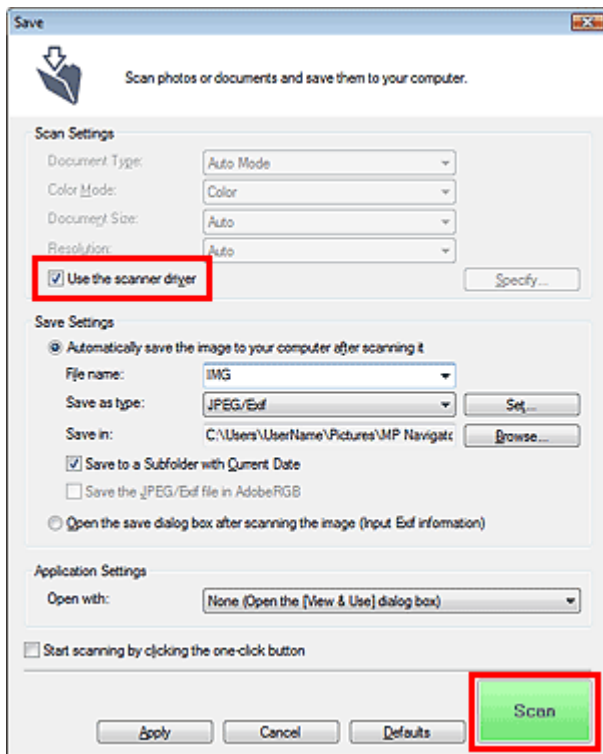 Save
Scan photos or documents and save them to your computer.
Scan Settings
Document Type: Auto Mode
Color Mode: Color
Document Size: Auto
Resolution: Auto
Use the scanner driver Specify...
Save Settings
Automatically save the image to your computer after scanning it
File name: IMG
Save as type: JPEG/Exif Set...
Save in: C:\Users\UserName\Pictures\MP Navigato Browse...
Save to a Subfolder with Current Date
Save the JPEG/Exif file in AdobeRGB
Open the save dialog box after scanning the image (Input Exif information)
Application Settings
Open with: None (Open the [View & Use] dialog box)
Start scanning by clicking the one-click button
Scan
Apply Cancel Defaults